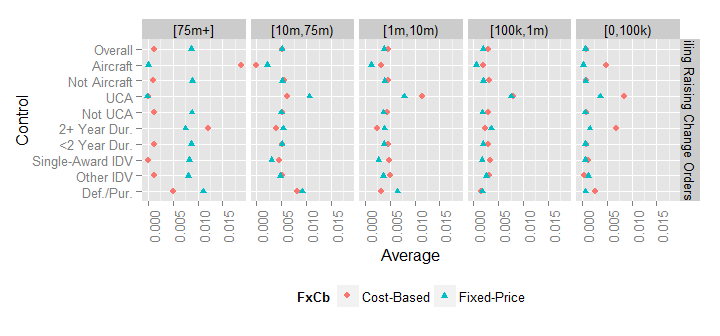 [75m+] [10m,75m) [1m,10m) [100k,1m) [0,100k)
Control
Overall
Aircraft
Not Aircraft
UCA
Not UCA
2+ Year Dur.
<2 Year Dur.
Single-Award IDV
Other IDV
Def./Pur.
Raising Change Orders
0.000 0.005 0.010 0.015 0.000 0.005 0.010 0.015 0.000 0.005 0.010 0.015 0.000 0.005 0.010 0.015 0.000 0.005 0.010 0.015
Average
FxCb Cost-Based Fixed-Price